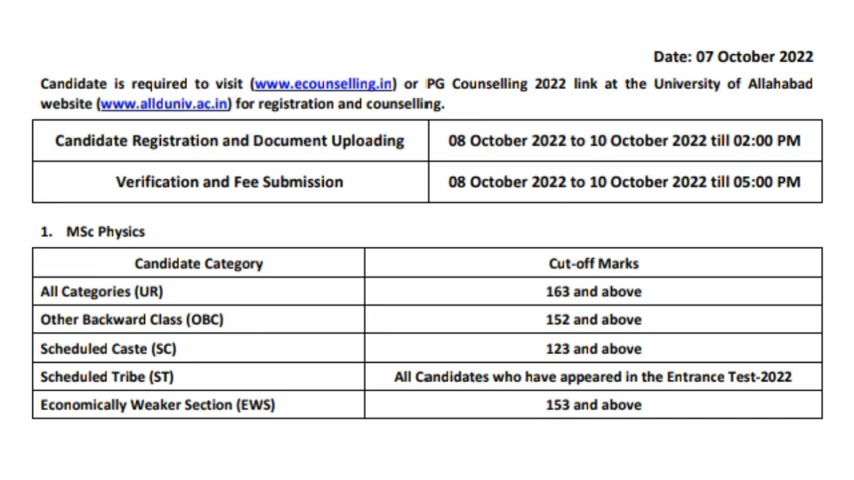 Date: 07 October 2022
Candidate is required to visit (www.ecounselling.in) or PG Counselling 2022 link at the University of Allahabad
website (www.allduniv.ac.in) for registration and counselling.
Candidate Registration and Document Uploading 08 October 2022 to 10 October 2022 till 02:00 PM
Verification and Fee Submission 08 October 2022 to 10 October 2022 till 05:00 PM
1. MSc Physics
Candidate Category Cut-off Marks
All Categories (UR) 163 and above
Other Backward Class (OBC) 152 and above
Scheduled Caste (SC) 123 and above
Scheduled Tribe (ST) All Candidates who have appeared in the Entrance Test-2022
Economically Weaker Section (EWS) 153 and above